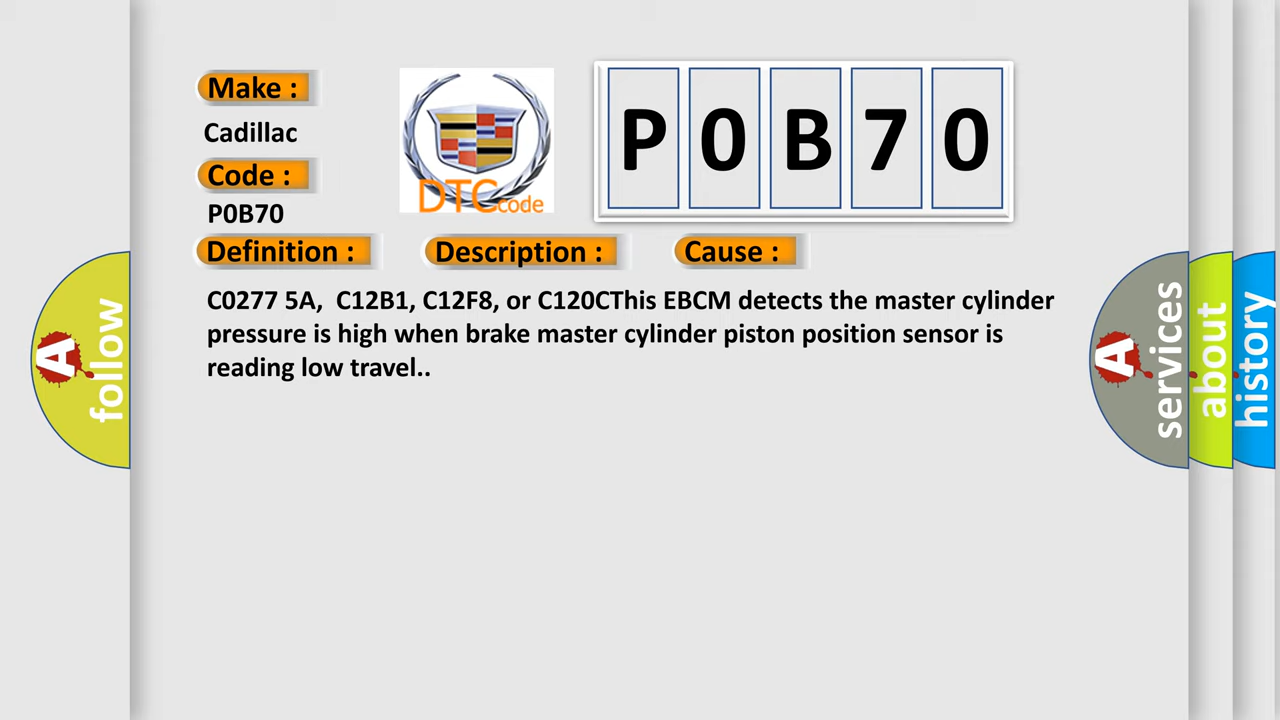 Make :
Cadillac
Code :
P0B70
DTC code
P 0 B 7 0
Definition :
Description :
Cause :
C0277 5A,  C12B1, C12F8, or C120CThis EBCM detects the master cylinder
pressure is high when brake master cylinder piston position sensor is
reading low travel..
A follow
A services
about
history